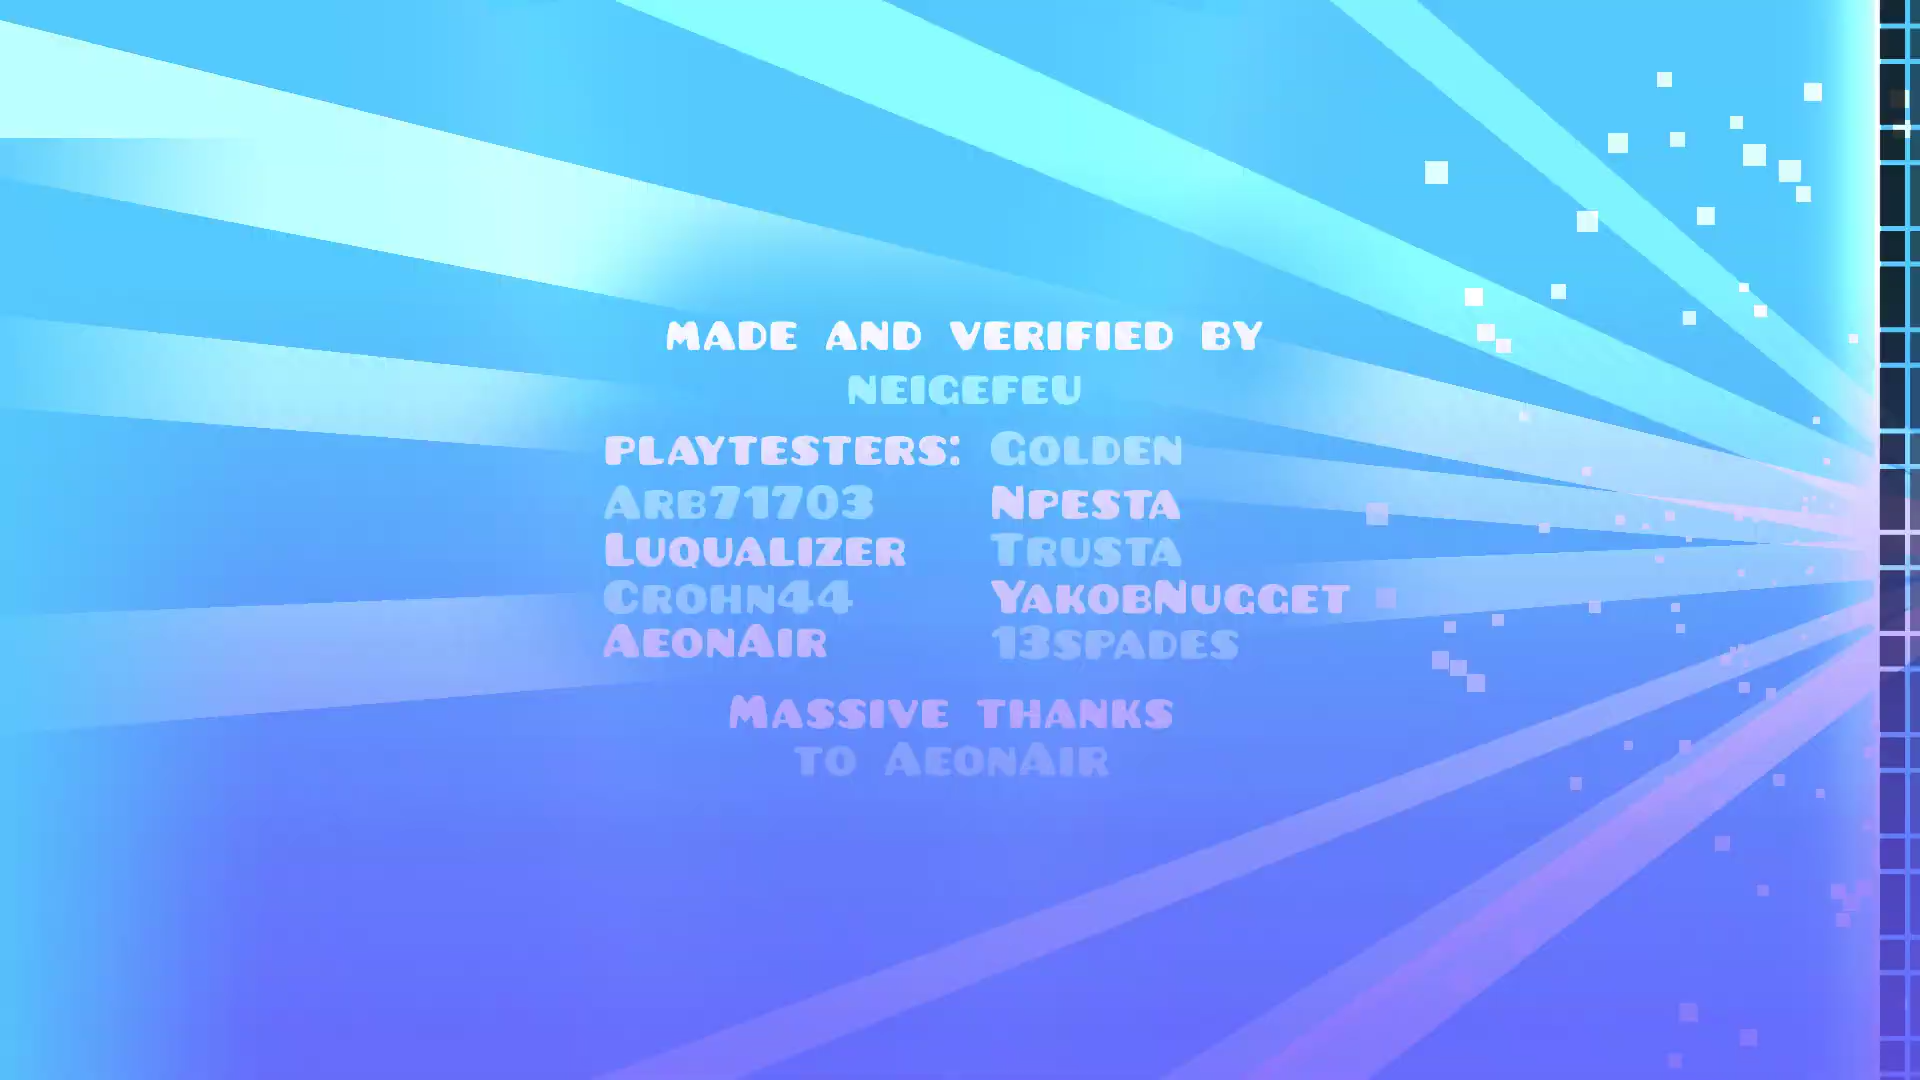 MADE AND VERIFIED BY
NEIGEFEU
PLAYTESTERS: GOLDEN
ARB71703 NPESTA
LUQUALIZER TRUSTA
CROHN44 YAKOBNUGGET
AEONAIR 13SPADES
MASSIVE THANKS
TO AEONAIR